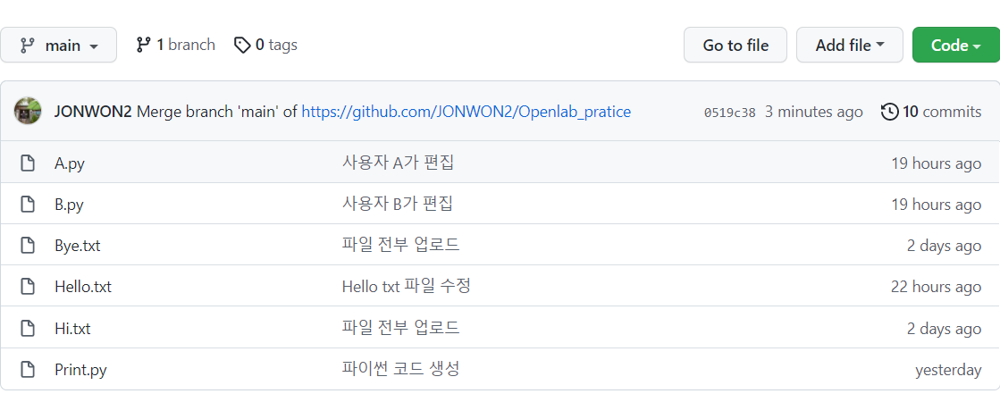 main 1 branch 0 tags Go to file Add file Code
JONWON2 Merge branch 'main' of https://github.com/JONWON2/Openlab_pratice 0519c38 3 minutes ago 10 commits
A.py 사용자 A가 편집 19 hours ago
B.py 사용자 B가 편집 19 hours ago
Bye.txt 파일 전부 업로드 2 days ago
Hello.txt Hello txt 파일 수정 22 hours ago
Hi.txt 파일 전부 업로드 2 days ago
Print.py 파이썬 코드 생성 yesterday